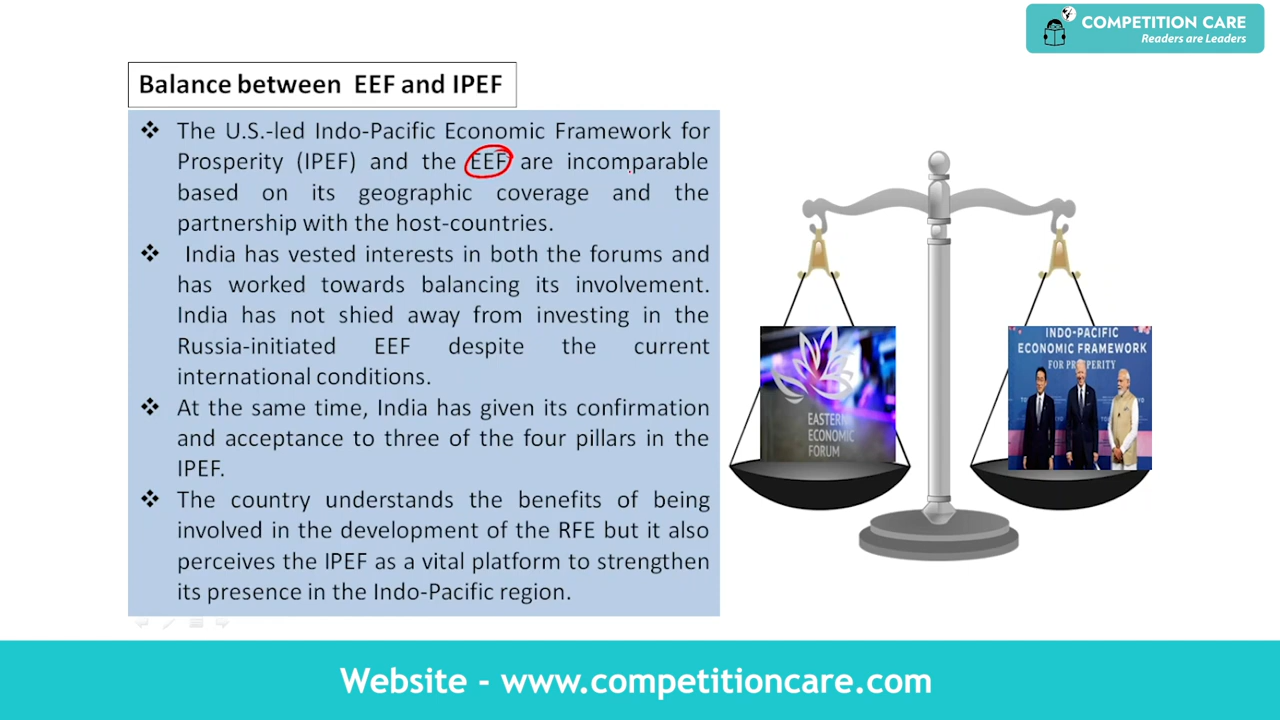 COMPETITION CARE
Readers are Leaders
Balance between EEF and IPEF
❖ The U.S.-led Indo-Pacific Economic Framework for
Prosperity (IPEF) and the EEF are incomparable
based on its geographic coverage and the
partnership with the host-countries.
❖ India has vested interests in both the forums and
has worked towards balancing its involvement.
India has not shied away from investing in the
Russia-initiated EEF despite the current
international conditions.
❖ At the same time, India has given its confirmation
and acceptance to three of the four pillars in the
IPEF.
❖ The country understands the benefits of being
involved in the development of the RFE but it also
perceives the IPEF as a vital platform to strengthen
its presence in the Indo-Pacific region.
EASTERN
ECONOMIC
FORUM
INDO-PACIFIC
ECONOMIC FRAMEWORK
FOR PROSPERITY
Website - www.competitioncare.com